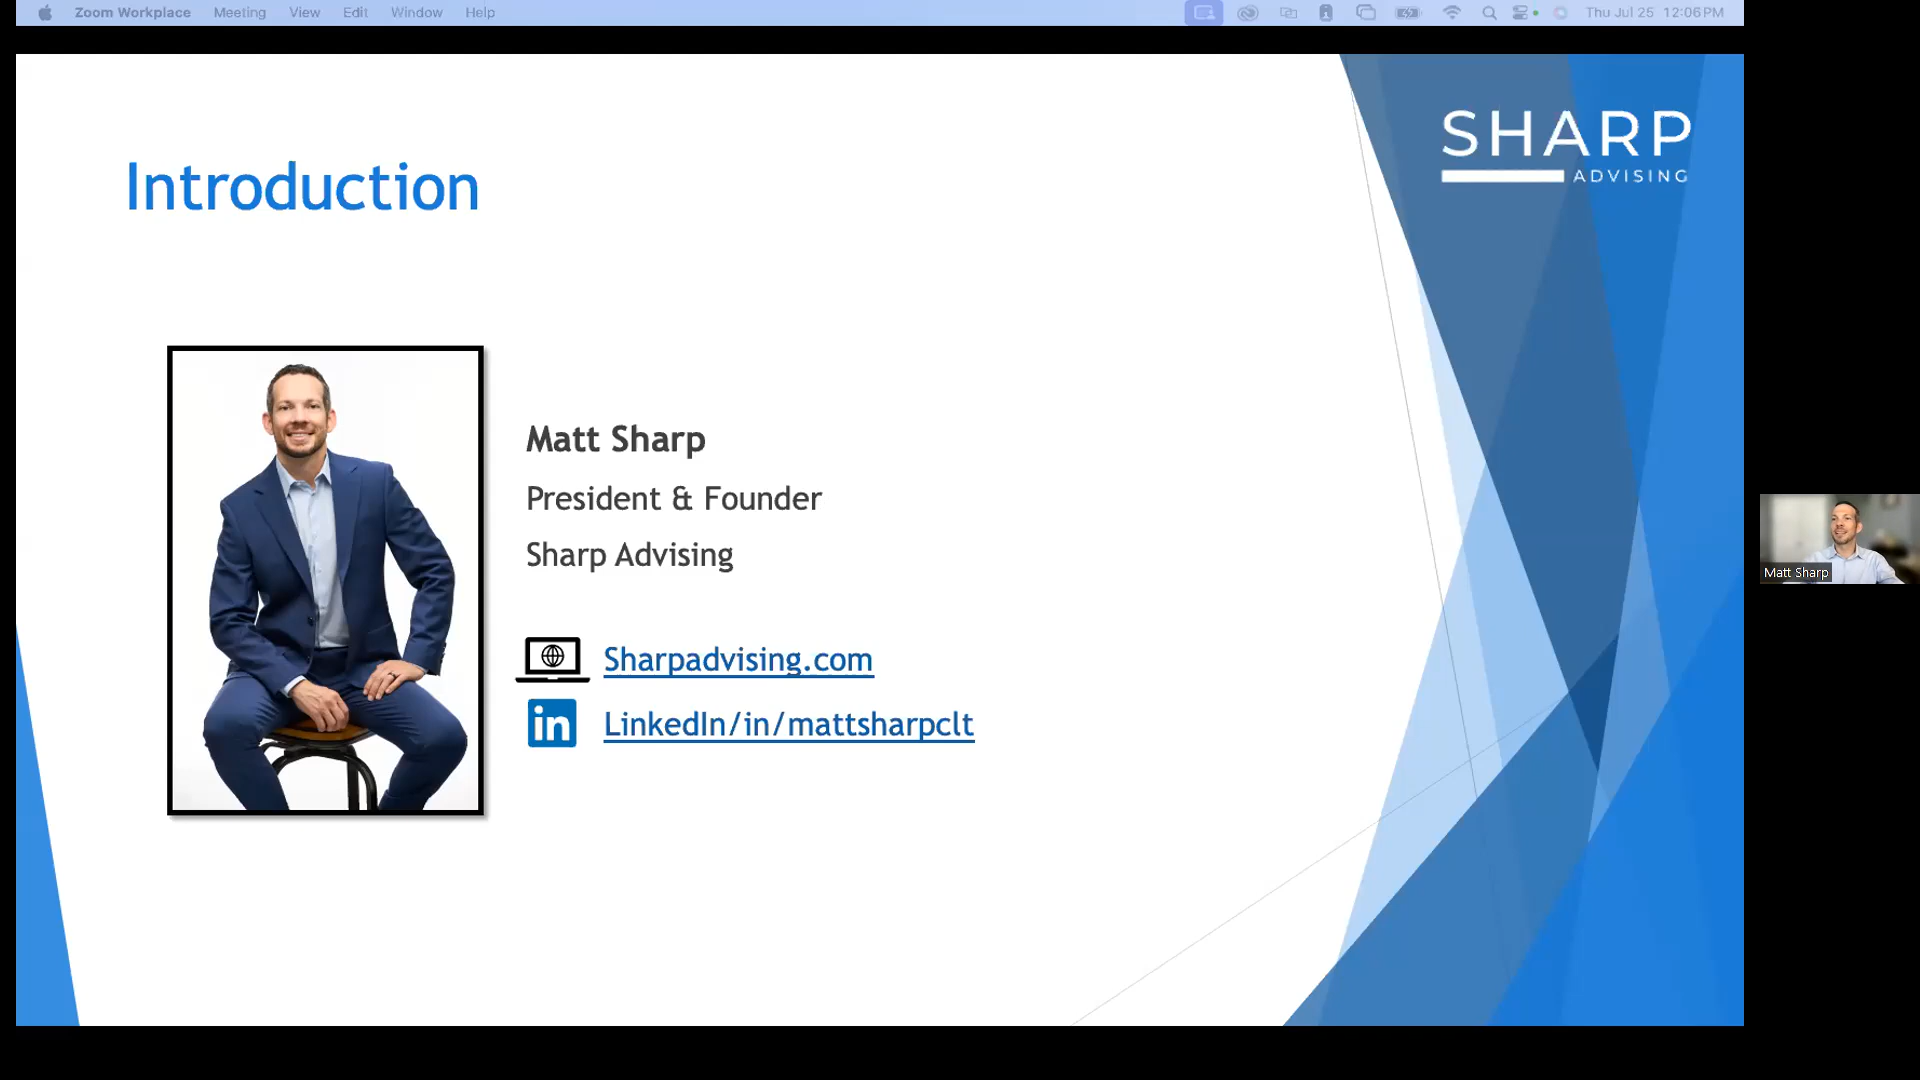 Zoom Workplace Meeting View Edit Window Help Thu Jul 25 12:06 PM
SHARP
ADVISING
Introduction
Matt Sharp
President & Founder
Sharp Advising
Sharpadvising.com
in LinkedIn/in/mattsharpclt
Matt Sharp